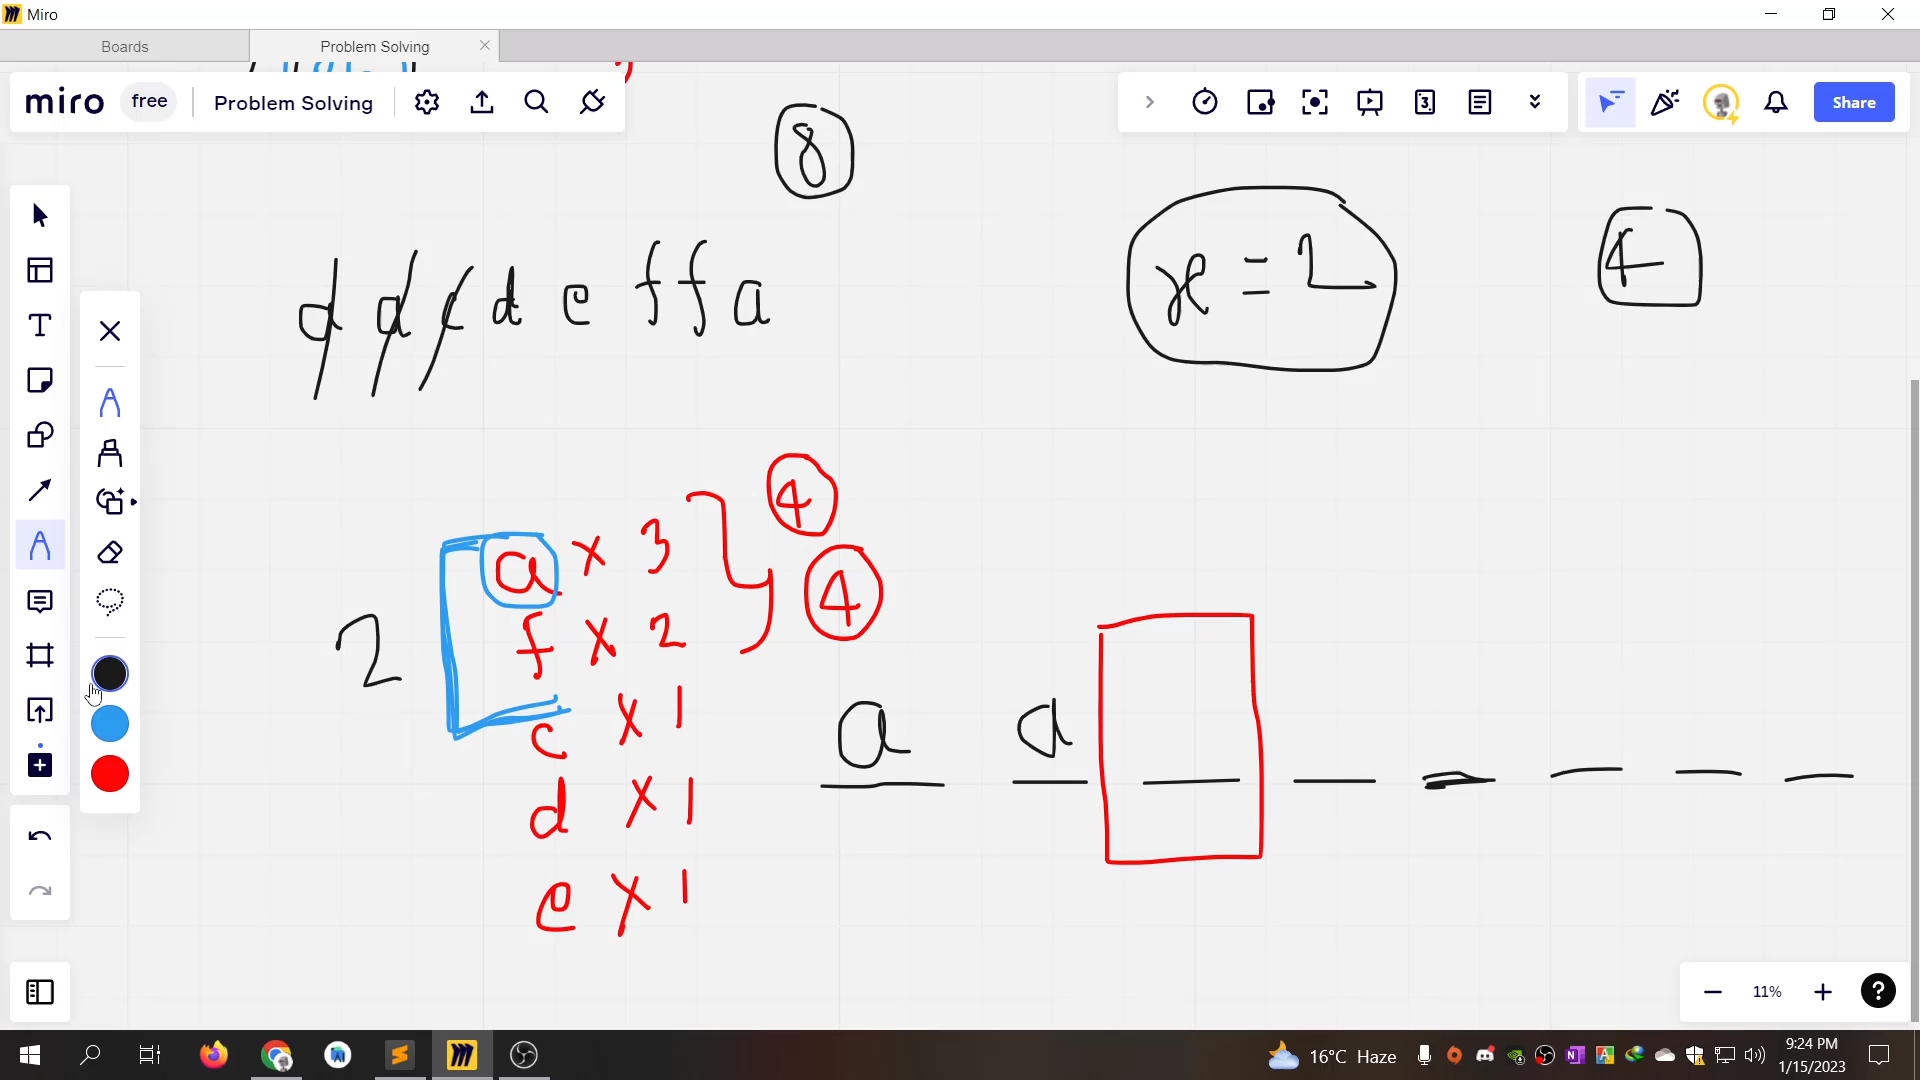 Miro
Boards
Problem Solving
miro
free
Problem Solving
3
Share
8
d d c d e f f a
x = 2
4
4
a x 3
4
2
f x 2
c x 1
a
a
d x 1
e x 1
11%
?
16°C Haze
9:24 PM
1/15/2023